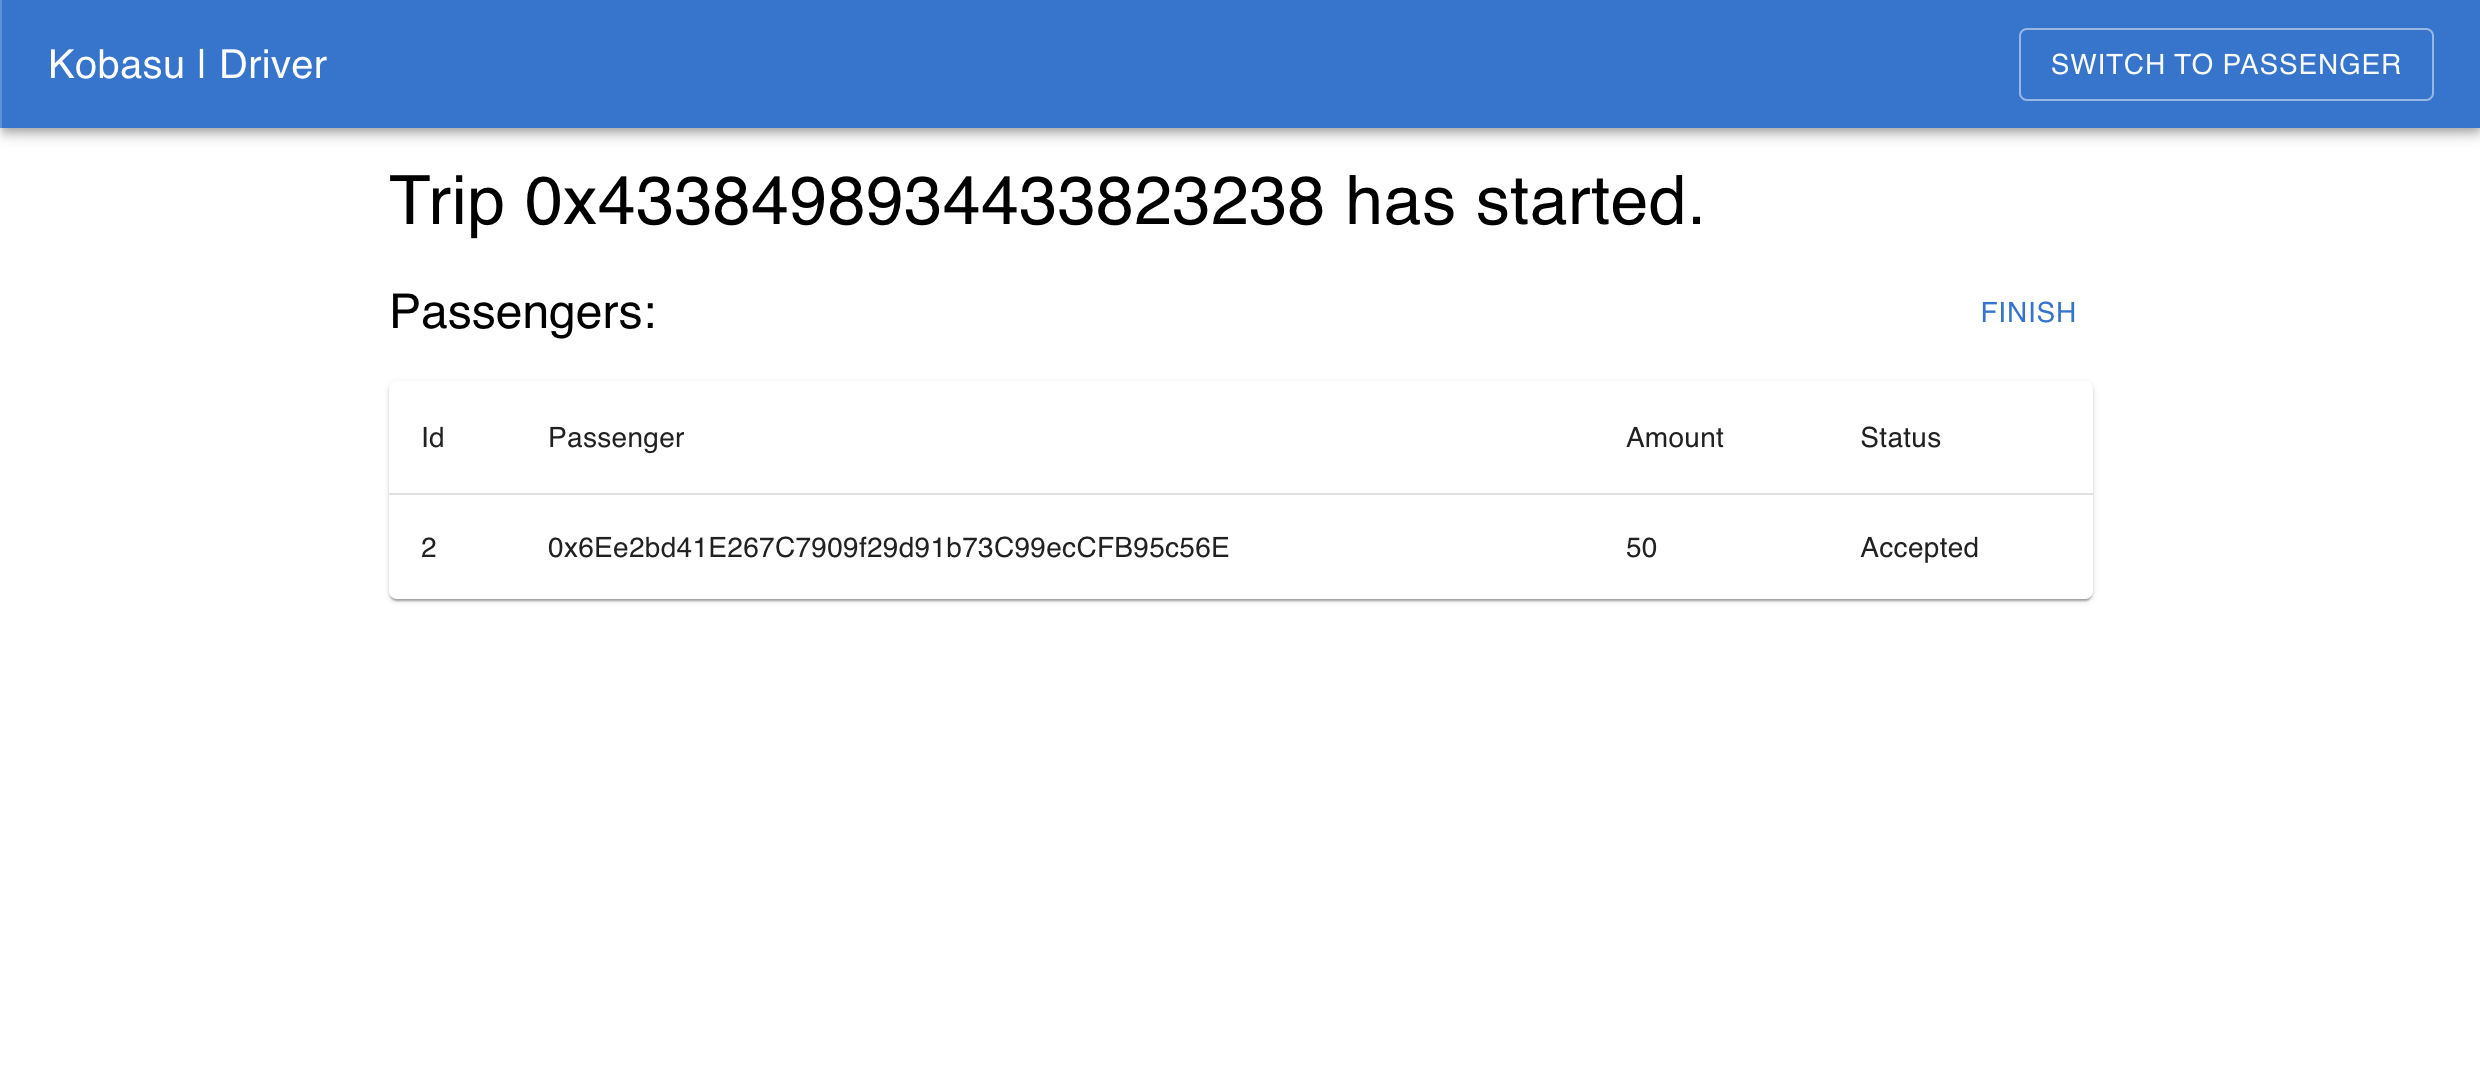 Kobasu | Driver
SWITCH TO PASSENGER
Trip 0x4338498934433823238 has started.
Passengers:
FINISH
Id Passenger Amount Status
2 0x6Ee2bd41E267C7909f29d91b73C99ecCFB95c56E 50 Accepted